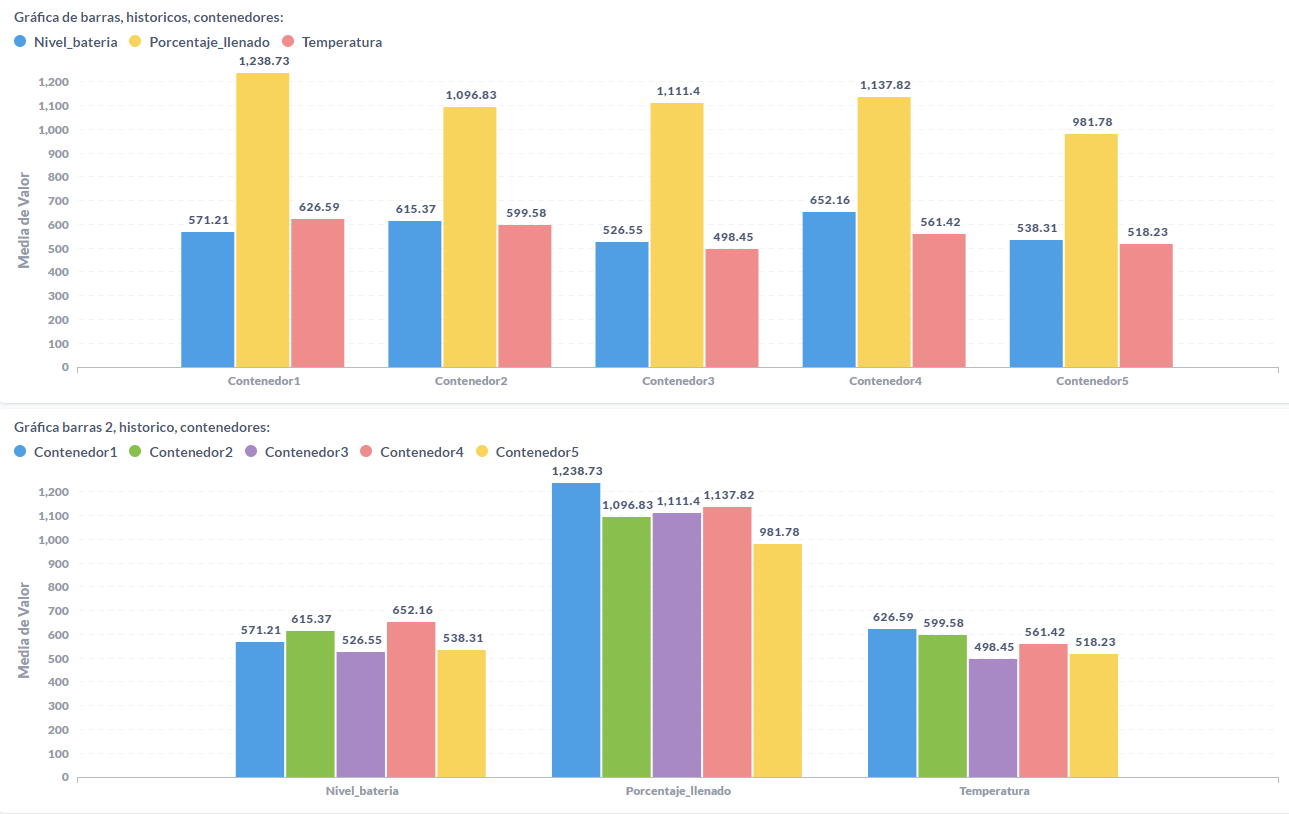 Gráfica de barras, historicos, contenedores:
Nivel_bateria Porcentaje_llenado Temperatura
Media de Valor
1,200
1,100
1,000
900
800
700
600
500
400
300
200
100
0
571.21 1,238.73 626.59
615.37 1,096.83 599.58
526.55 1,111.4 498.45
652.16 1,137.82 561.42
538.31 981.78 518.23
Contenedor1 Contenedor2 Contenedor3 Contenedor4 Contenedor5
Gráfica barras 2, historico, contenedores:
Contenedor1 Contenedor2 Contenedor3 Contenedor4 Contenedor5
Media de Valor
1,200
1,100
1,000
900
800
700
600
500
400
300
200
100
0
571.21 615.37 526.55 652.16 538.31
1,238.73 1,096.83 1,111.4 1,137.82 981.78
626.59 599.58 498.45 561.42 518.23
Nivel_bateria Porcentaje_llenado Temperatura